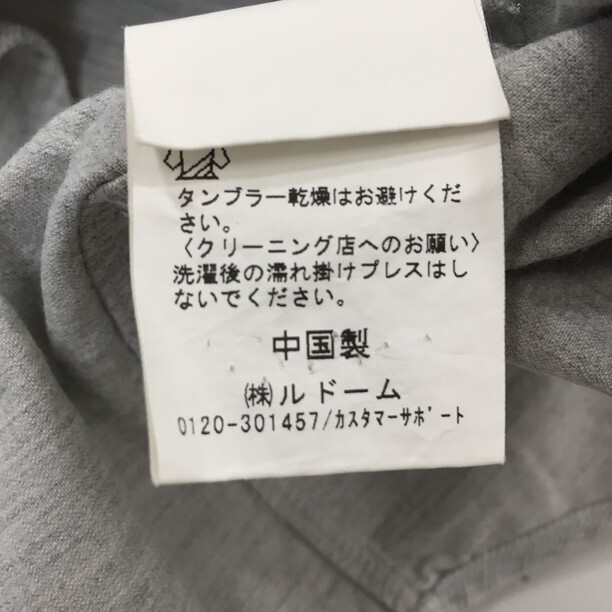 タンブラー乾燥はお避けくだ
さい。
〈クリーニング店へのお願い〉
洗濯後の濡れ掛けプレスはし
ないでください。
中国製
㈱ルドーム
0120-301457/カスタマーサポート